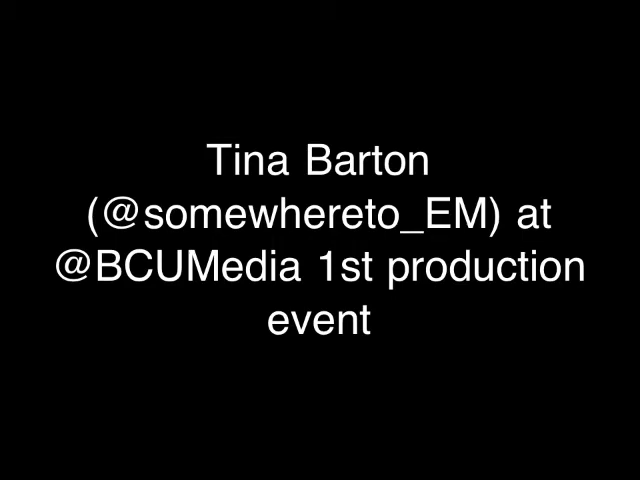 Tina Barton
(@somewhereto_EM) at
@BCUMedia 1st production
event